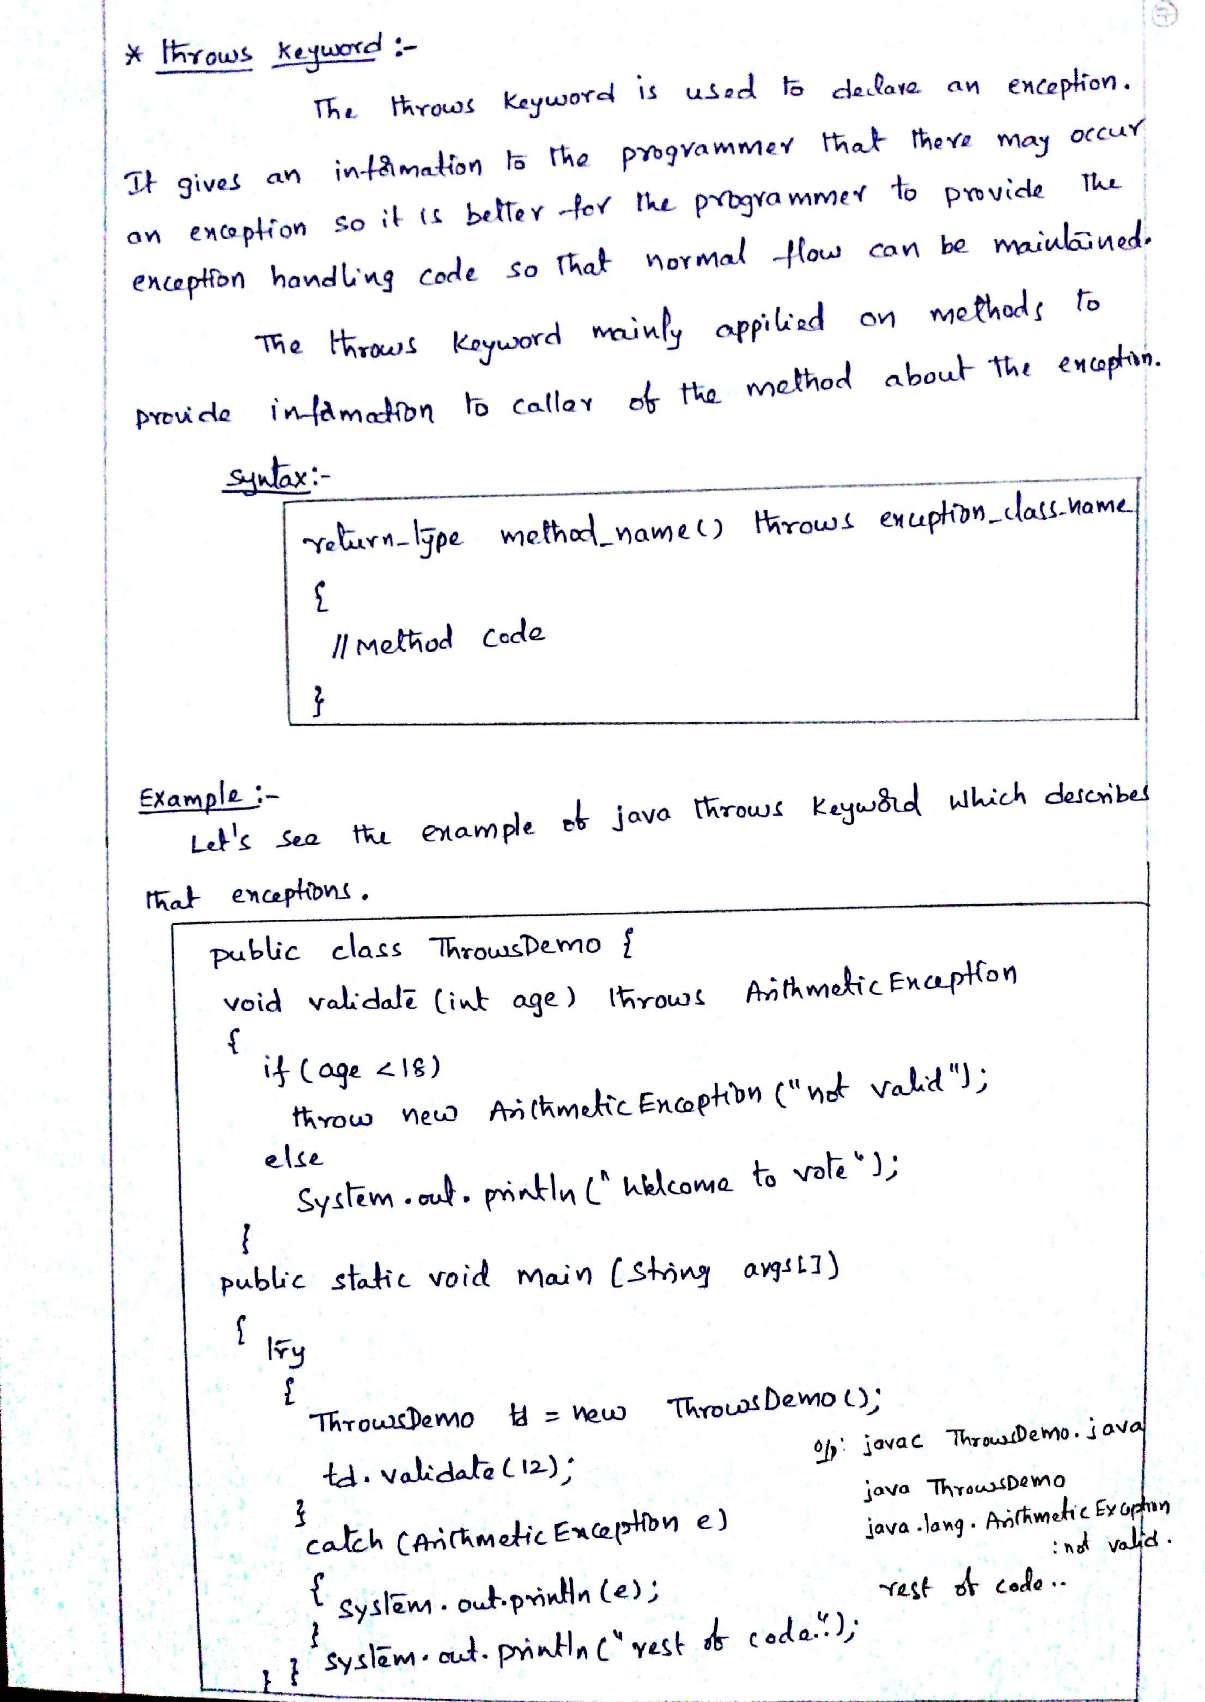 * throws keyword :-
The throws keyword is used to declare an exception.
It gives an information to the programmer that there may occur
an exception so it is better for the programmer to provide the
exception handling code so that normal flow can be maintained.
The throws keyword mainly appilied on methods to
provide information to caller of the method about the exception.
syntax:-
return_type method_name() throws exception_class_name
{
// Method code
}
Example :-
Let's see the example of java throws keyword which describes
that exceptions.
public class ThrowsDemo {
void validate (int age) throws ArithmeticException
{
if (age <18)
throw new ArithmeticException ("not valid");
else
System.out.println ("Welcome to vote");
}
public static void main (String args[])
{
try
{
ThrowsDemo td = new ThrowsDemo();
td.validate(12);
}
catch (ArithmeticException e)
{ System.out.println(e);
}
System.out.println ("rest of code..");
} }
o/p: javac ThrowsDemo.java
java ThrowsDemo
java.lang.ArithmeticException
: not valid.
rest of code..